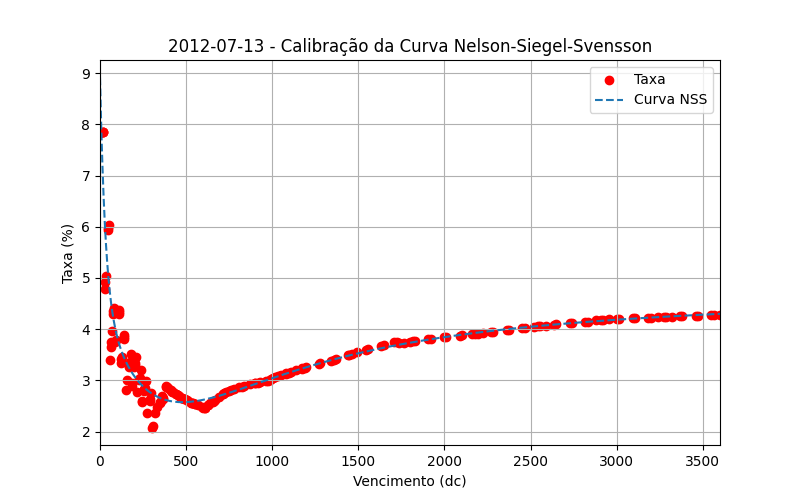 2012-07-13 - Calibração da Curva Nelson-Siegel-Svensson
Taxa
Curva NSS
Taxa (%)
9
8
7
6
5
4
3
2
0 500 1000 1500 2000 2500 3000 3500
Vencimento (dc)